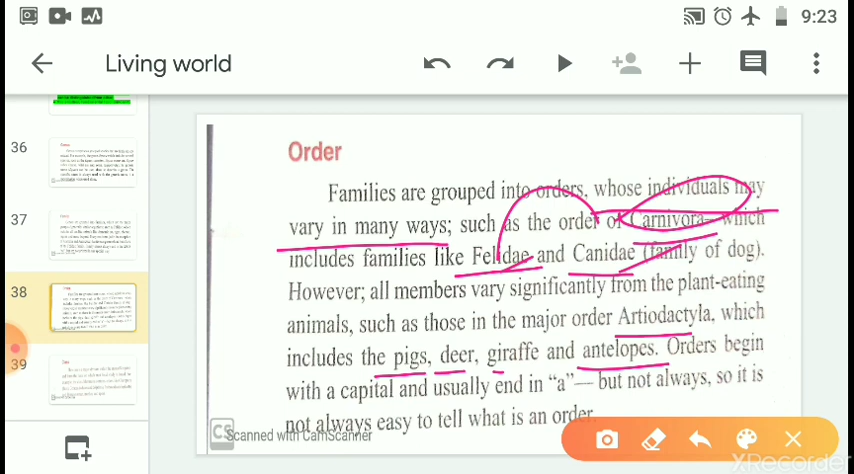 9:23
Living world
36
37
38
39
Order
Families are grouped into orders, whose individuals may
vary in many ways; such as the order of Carnivora– which
includes families like Felidae and Canidae (family of dog).
However; all members vary significantly from the plant-eating
animals, such as those in the major order Artiodactyla, which
includes the pigs, deer, giraffe and antelopes. Orders begin
with a capital and usually end in “a”— but not always, so it is
not always easy to tell what is an order.
CS Scanned with CamScanner
XRecorder